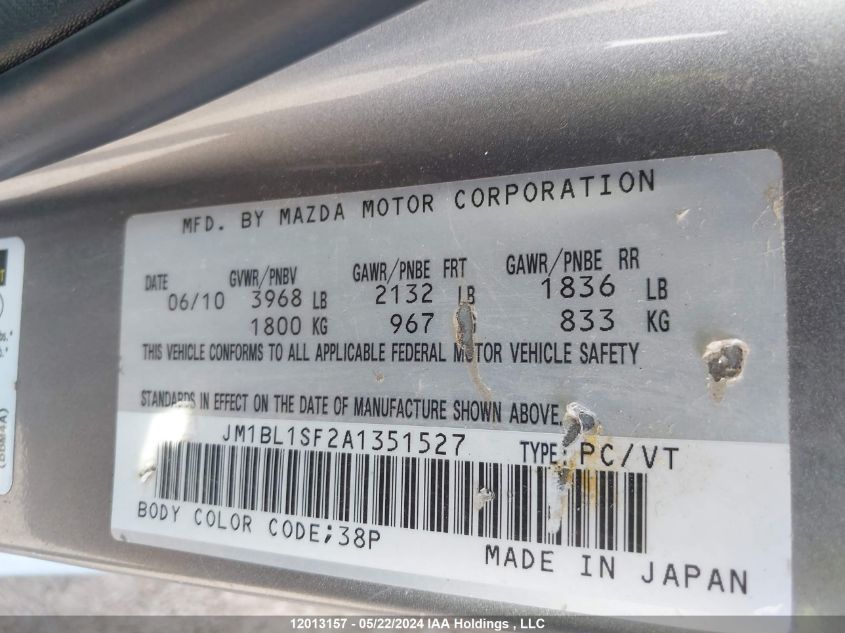 MFD. BY MAZDA MOTOR CORPORATION
DATE GVWR/PNBV GAWR/PNBE FRT GAWR/PNBE RR
06/10 3968 LB 2132 LB 1836 LB
1800 KG 967 833 KG
THIS VEHICLE CONFORMS TO ALL APPLICABLE FEDERAL MOTOR VEHICLE SAFETY
STANDARDS IN EFFECT ON THE DATE OF MANUFACTURE SHOWN ABOVE.
JM1BL1SF2A1351527 TYPE: PC/VT
BODY COLOR CODE;38P
MADE IN JAPAN
12013157 - 05/22/2024 IAA Holdings , LLC